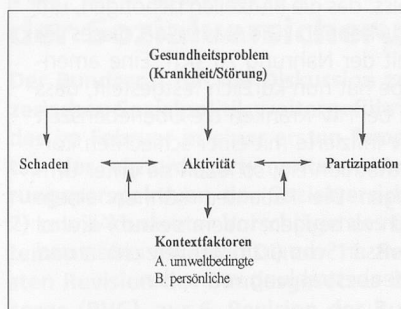 Gesundheitsproblem
(Krankheit/Störung)
Schaden Aktivität Partizipation
Kontextfaktoren
A. umweltbedingte
B. persönliche